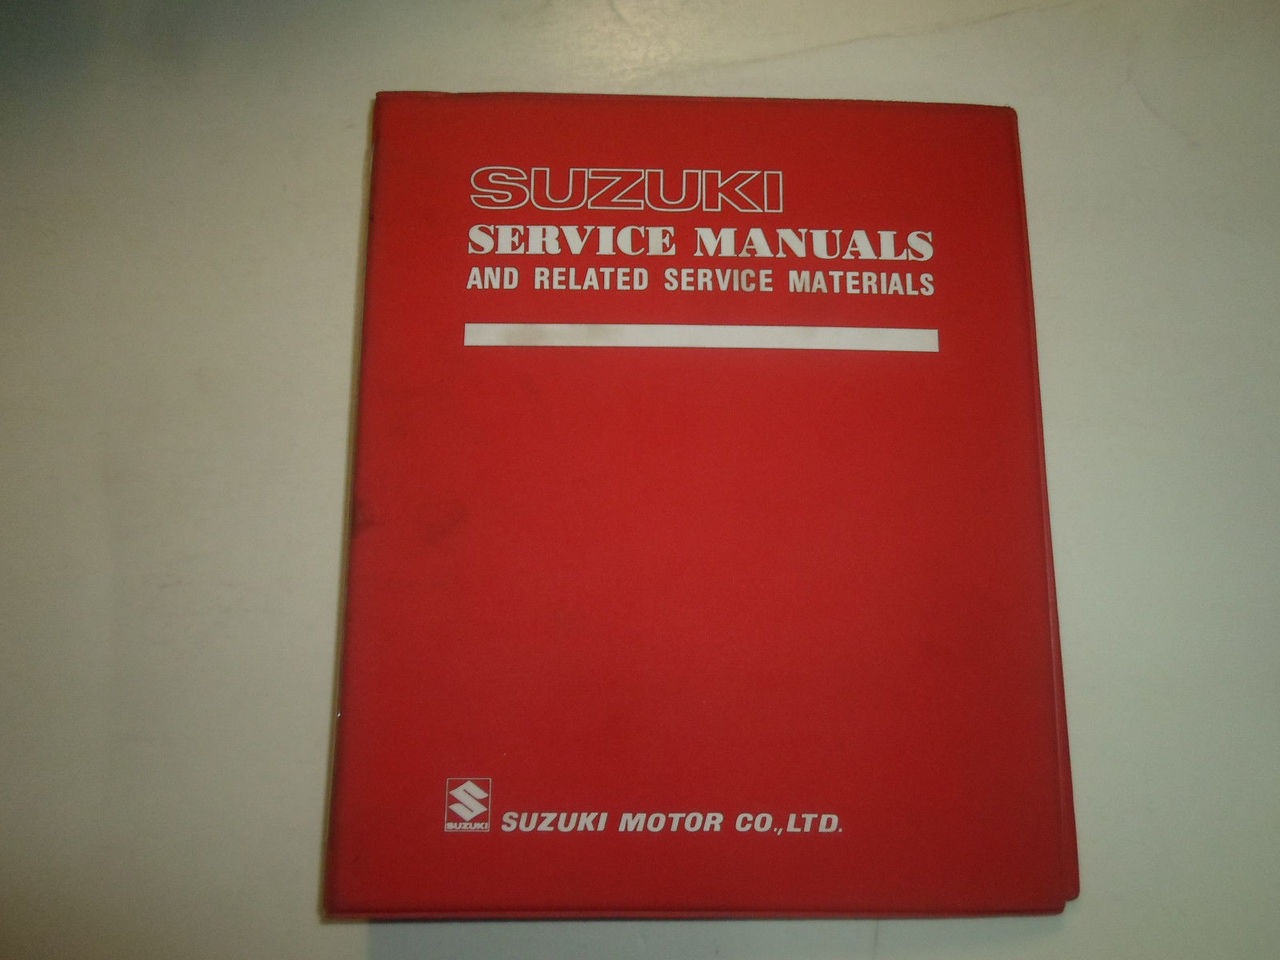 SUZUKI
SERVICE MANUALS
AND RELATED SERVICE MATERIALS
SUZUKI
SUZUKI MOTOR CO.,LTD.